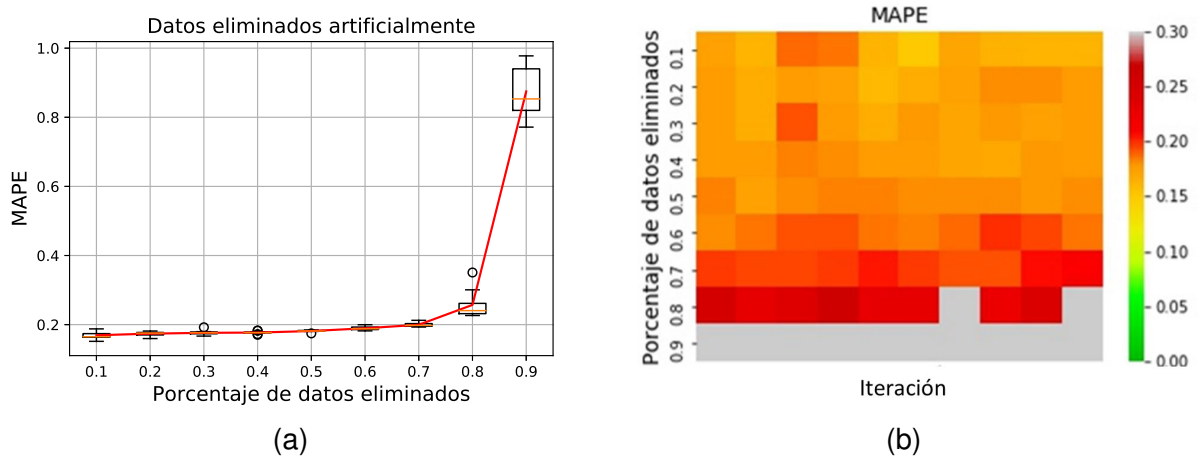 Datos eliminados artificialmente
1.0
0.8
0.6
0.4
0.2
MAPE
0.1 0.2 0.3 0.4 0.5 0.6 0.7 0.8 0.9
Porcentaje de datos eliminados
(a)
MAPE
Porcentaje de datos eliminados
0.1
0.2
0.3
0.4
0.5
0.6
0.7
0.8
0.9
Iteración
0.30
0.25
0.20
0.15
0.10
0.05
0.00
(b)